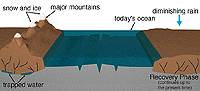 snow and ice
major mountains
today's ocean
diminishing rain
trapped water
Recovery Phase
(continues up to
the present time)